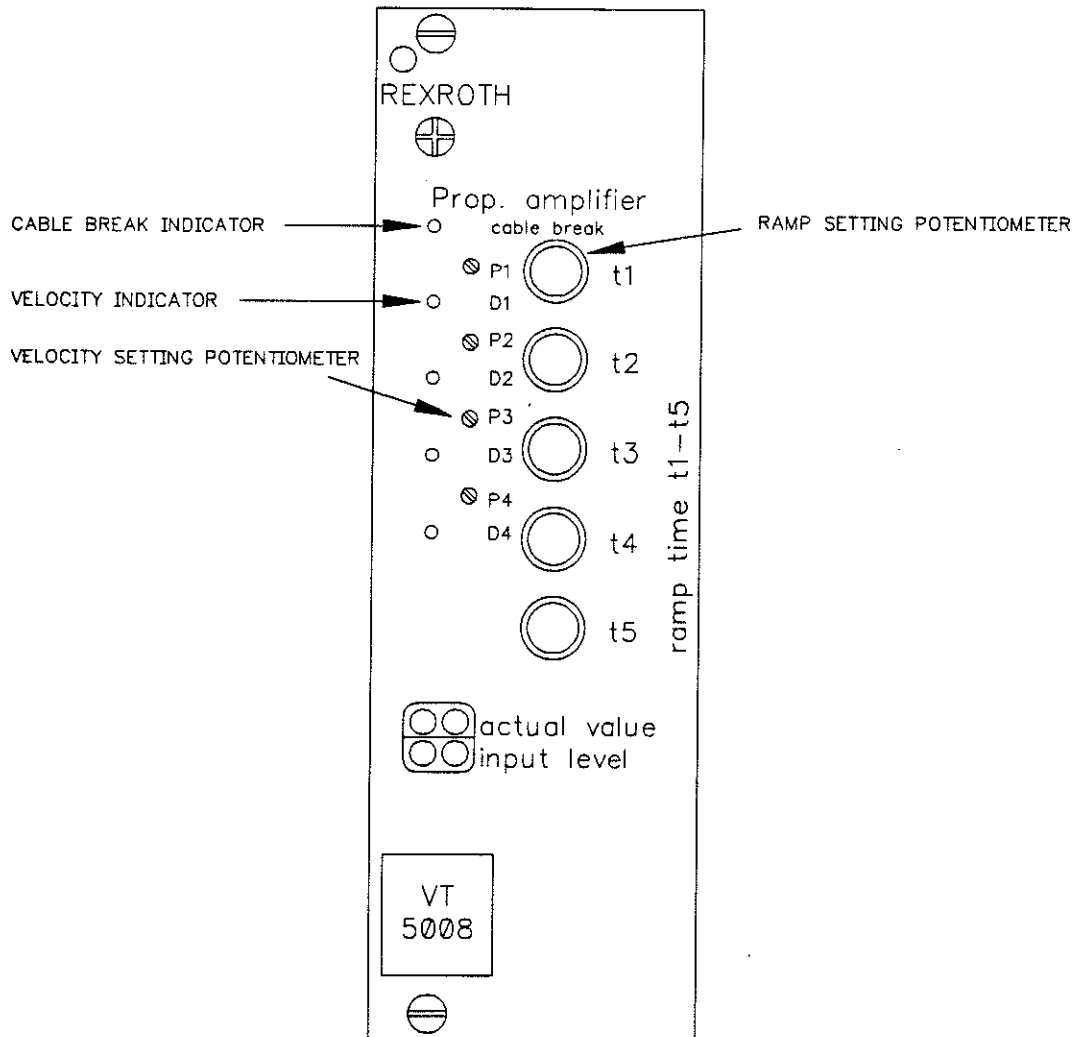 REXROTH
Prop. amplifier
CABLE BREAK INDICATOR
cable break
RAMP SETTING POTENTIOMETER
P1
t1
VELOCITY INDICATOR
D1
P2
t2
VELOCITY SETTING POTENTIOMETER
D2
P3
t3
D3
P4
t4
D4
t5
ramp time t1-t5
actual value
input level
VT
5008